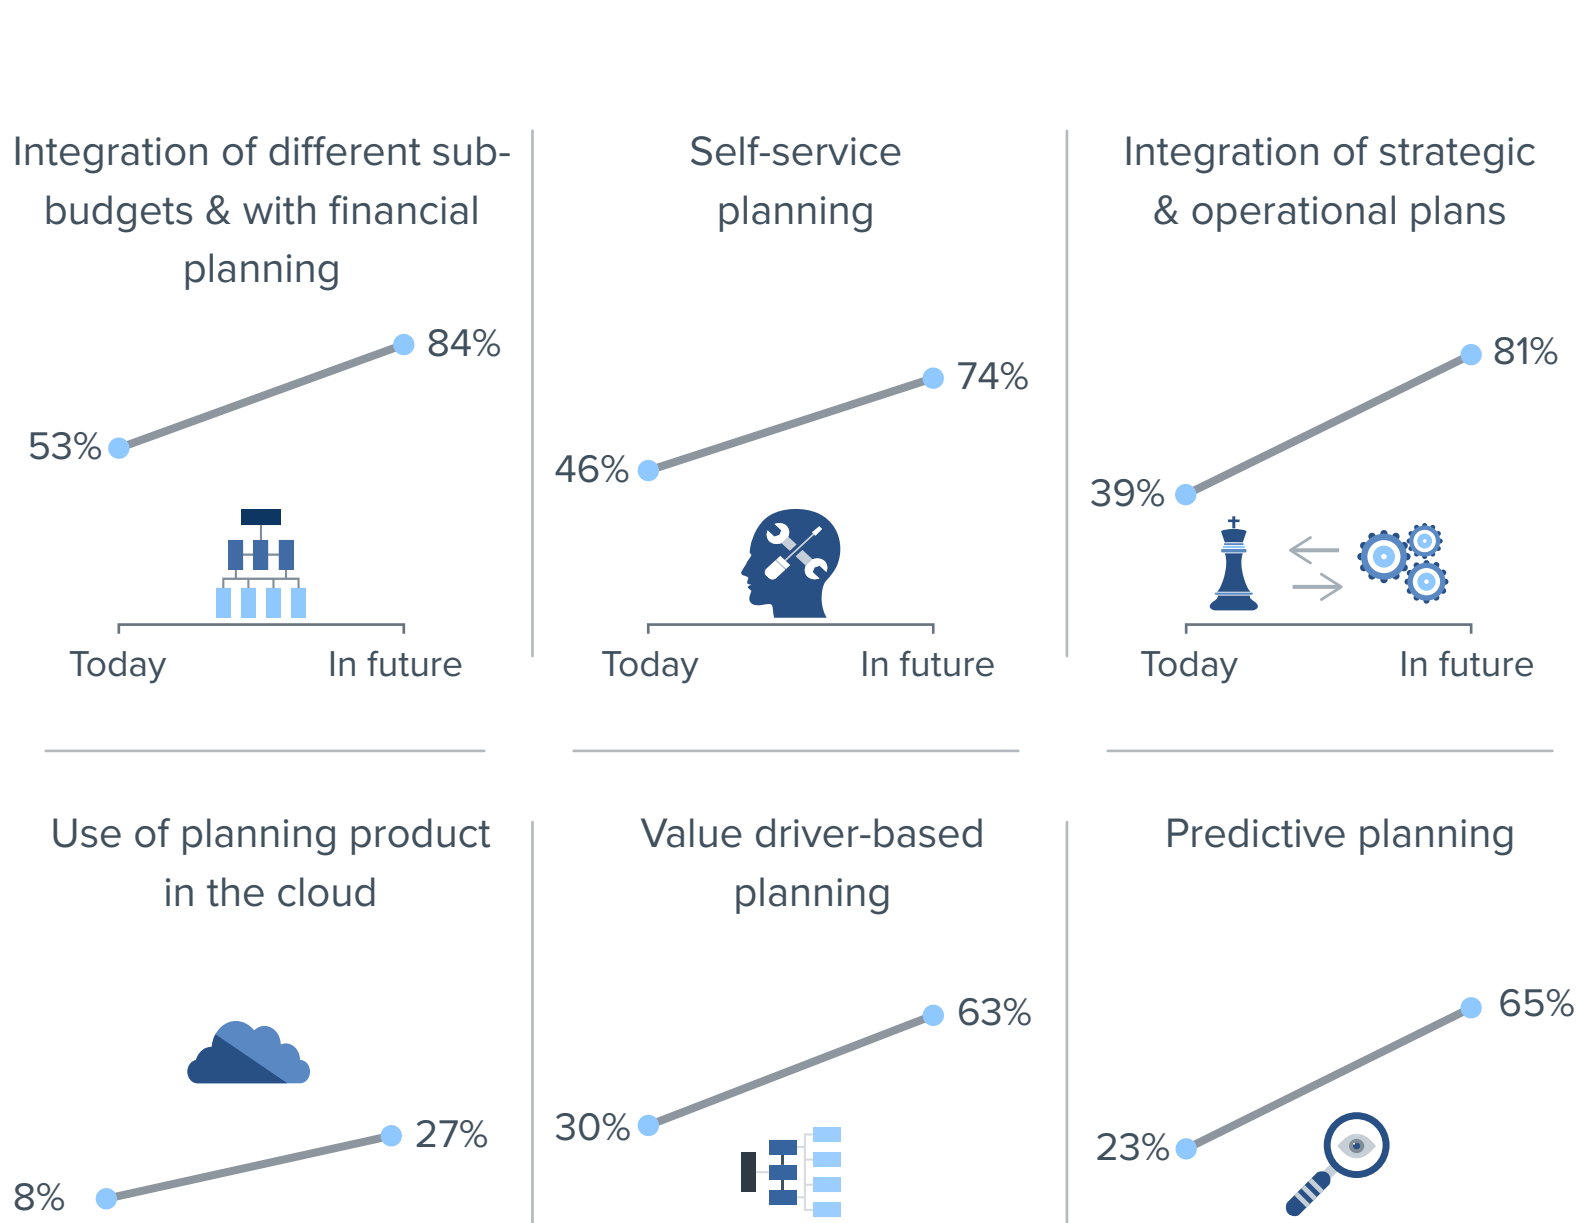 Integration of different sub-
budgets & with financial
planning
84%
53%
Today
In future
Self-service
planning
74%
46%
Today
In future
Integration of strategic
& operational plans
81%
39%
Today
In future
Use of planning product
in the cloud
27%
8%
Value driver-based
planning
63%
30%
Predictive planning
65%
23%